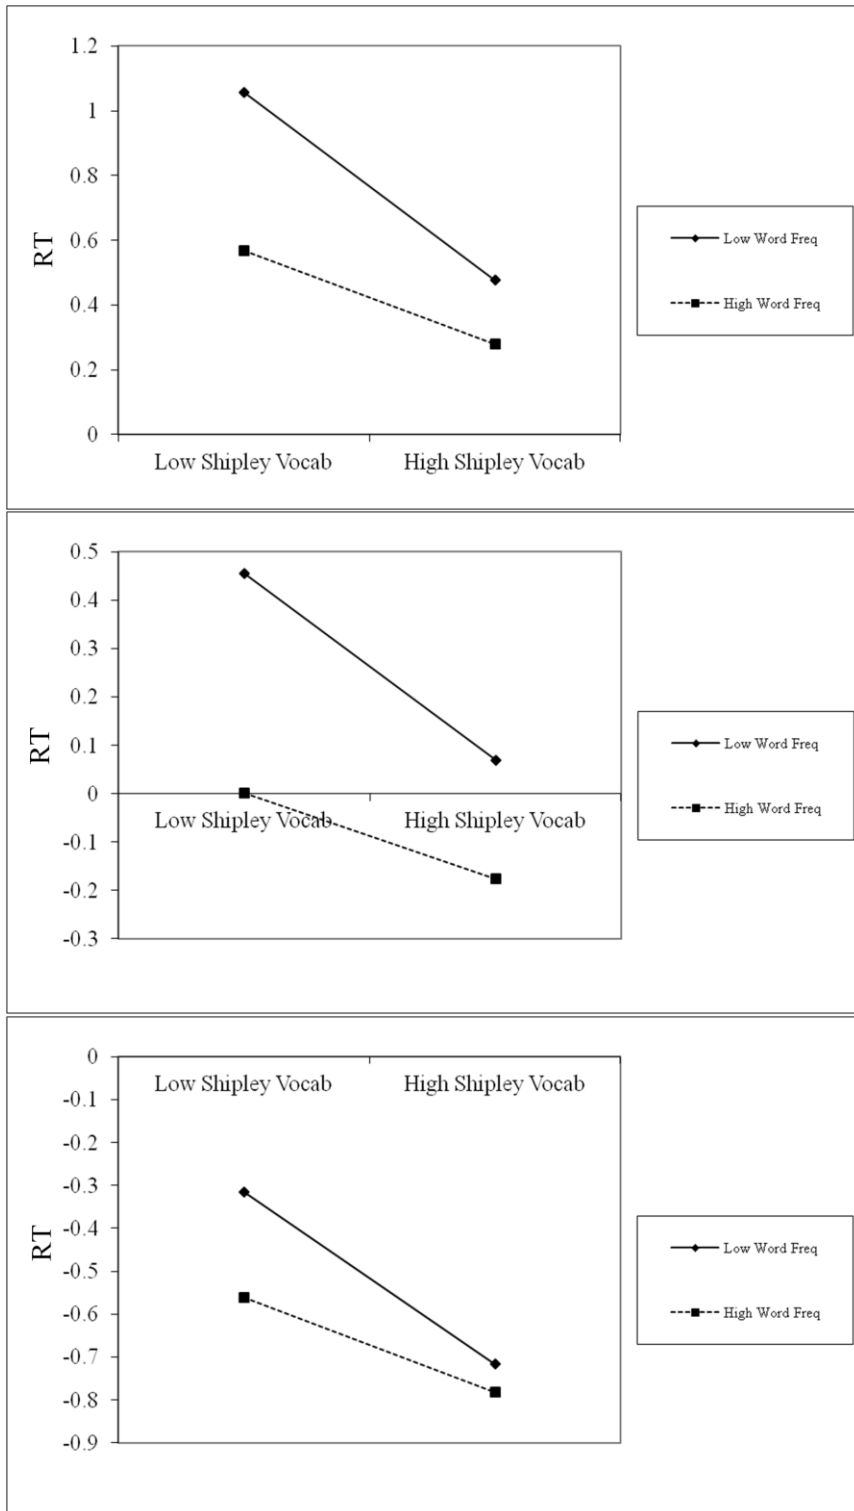 1.2
1
0.8
0.6
0.4
0.2
0
RT
Low Shipley Vocab High Shipley Vocab
Low Word Freq
High Word Freq
0.5
0.4
0.3
0.2
0.1
0
-0.1
-0.2
-0.3
RT
Low Shipley Vocab High Shipley Vocab
Low Word Freq
High Word Freq
0
-0.1
-0.2
-0.3
-0.4
-0.5
-0.6
-0.7
-0.8
-0.9
RT
Low Shipley Vocab High Shipley Vocab
Low Word Freq
High Word Freq